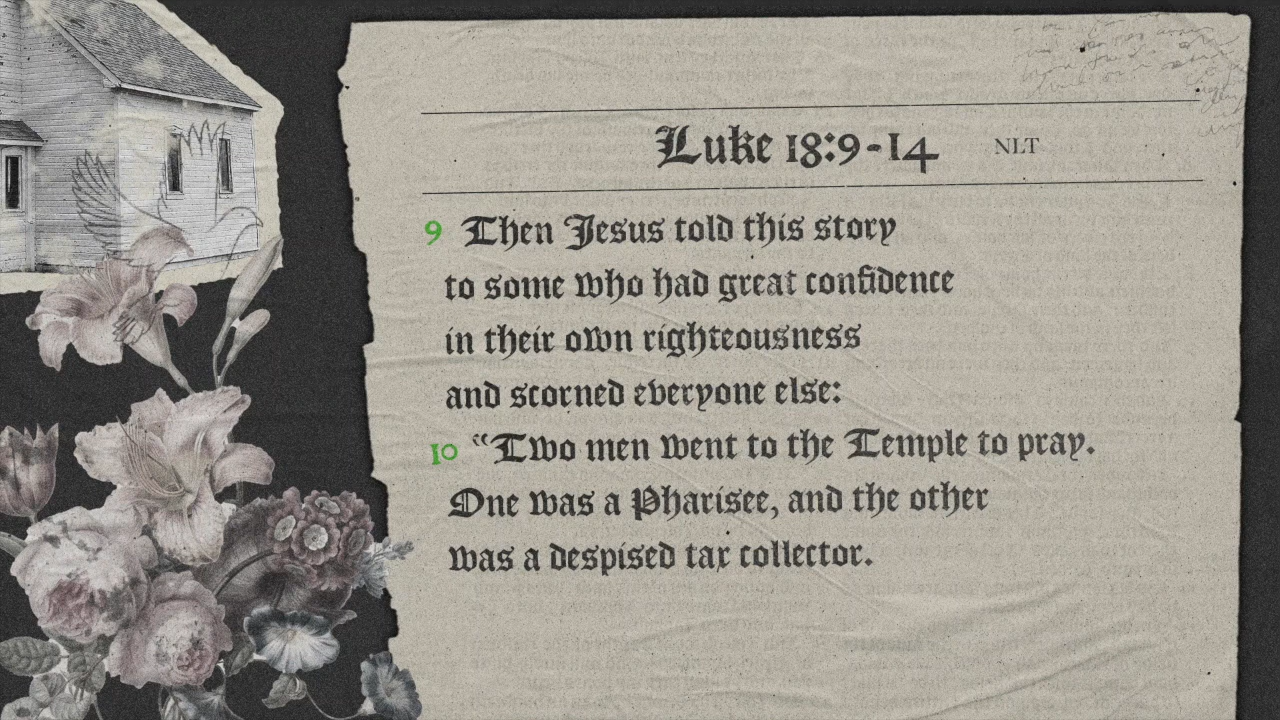 Luke 18:9-14 NLT
9 Then Jesus told this story
to some who had great confidence
in their own righteousness
and scorned everyone else:
10 “Two men went to the Temple to pray.
One was a Pharisee, and the other
was a despised tax collector.